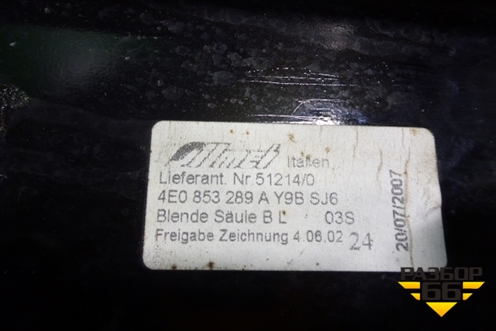 Italien
Lieferant. Nr.51214/0
4E0 853 289 A Y9B SJ6
Blende Säule B L 03S
Freigabe Zeichnung 4.06.02 24
20/07/2007
РАЗБОР
66